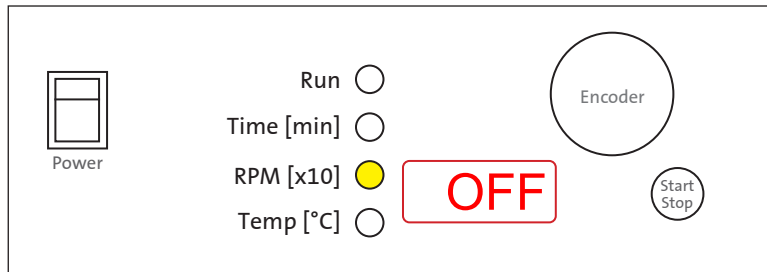 Run
Time [min]
RPM [x10]
Temp [°C]
Power
OFF
Encoder
Start
Stop